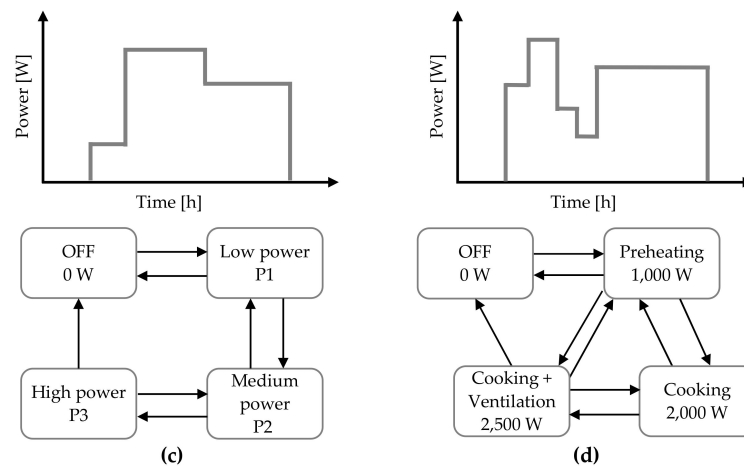 Power [W]
Time [h]
OFF
0 W
Low power
P1
High power
P3
Medium
power
P2
(c)
Power [W]
Time [h]
OFF
0 W
Preheating
1,000 W
Cooking +
Ventilation
2,500 W
Cooking
2,000 W
(d)